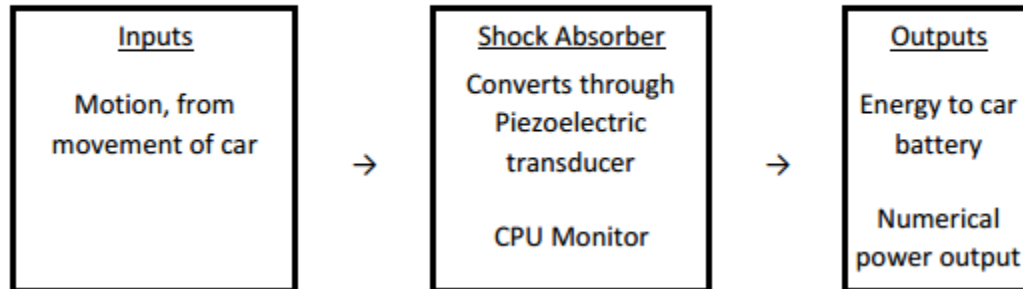 Inputs
Motion, from
movement of car
→
Shock Absorber
Converts through
Piezoelectric
transducer
CPU Monitor
→
Outputs
Energy to car
battery
Numerical
power output